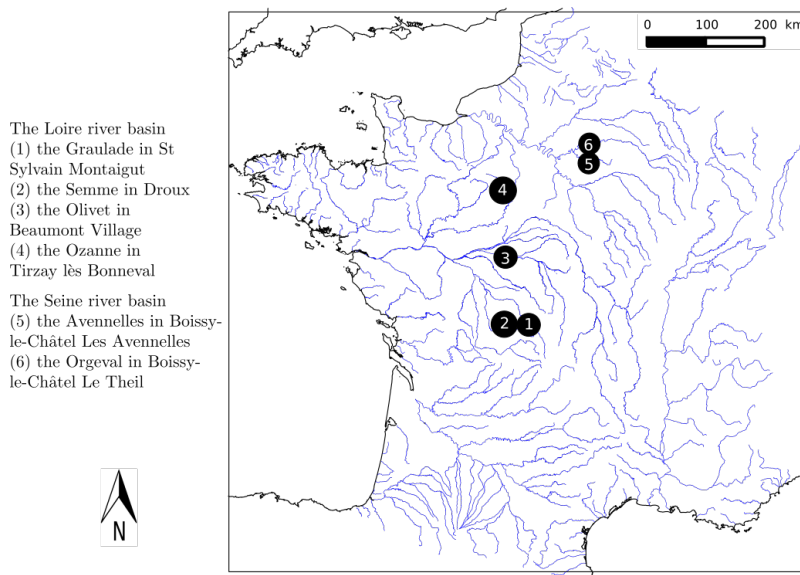 The Loire river basin
(1) the Graulade in St
Sylvain Montaigut
(2) the Semme in Droux
(3) the Olivet in
Beaumont Village
(4) the Ozanne in
Tirzay lès Bonneval
The Seine river basin
(5) the Avennelles in Boissy-
le-Châtel Les Avennelles
(6) the Orgeval in Boissy-
le-Châtel Le Theil
N
0 100 200 km
6
5
4
3
2 1